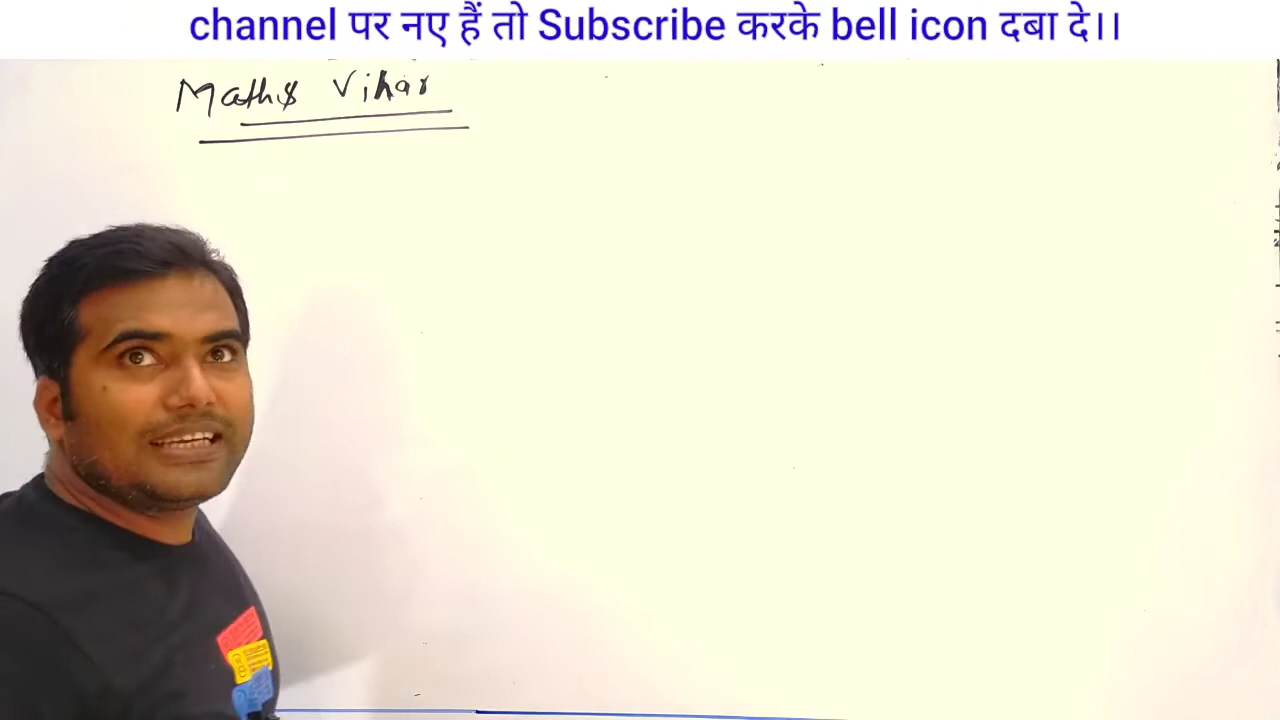 channel पर नए हैं तो Subscribe करके bell icon दबा दे।।
Maths Vihar